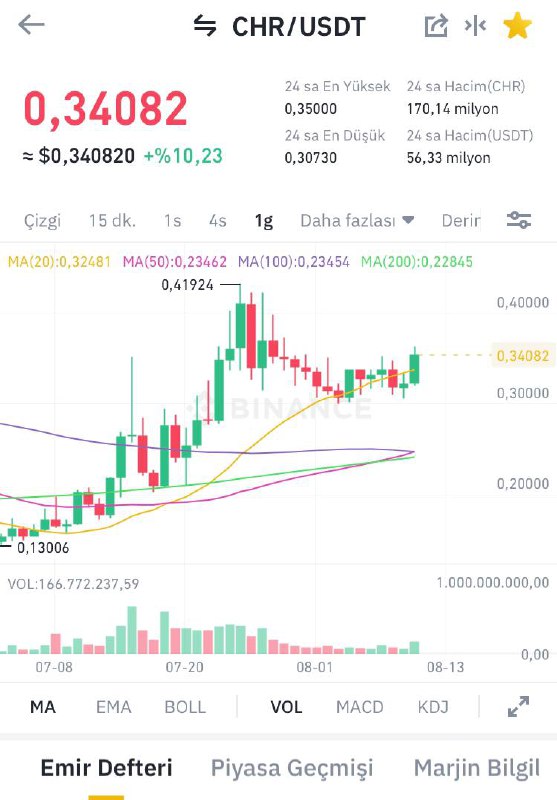 CHR/USDT
0,34082
≈ $0,340820 +%10,23
24 sa En Yüksek
0,35000
24 sa En Düşük
0,30730
24 sa Hacim(CHR)
170,14 milyon
24 sa Hacim(USDT)
56,33 milyon
Çizgi 15 dk. 1s 4s 1g Daha fazlası Derin
MA(20):0,32481 MA(50):0,23462 MA(100):0,23454 MA(200):0,22845
0,41924
0,40000
0,34082
0,30000
BINANCE
0,20000
0,13006
VOL:166.772.237,59
1.000.000.000,00
0,00
07-08 07-20 08-01 08-13
MA EMA BOLL VOL MACD KDJ
Emir Defteri Piyasa Geçmişi Marjin Bilgil